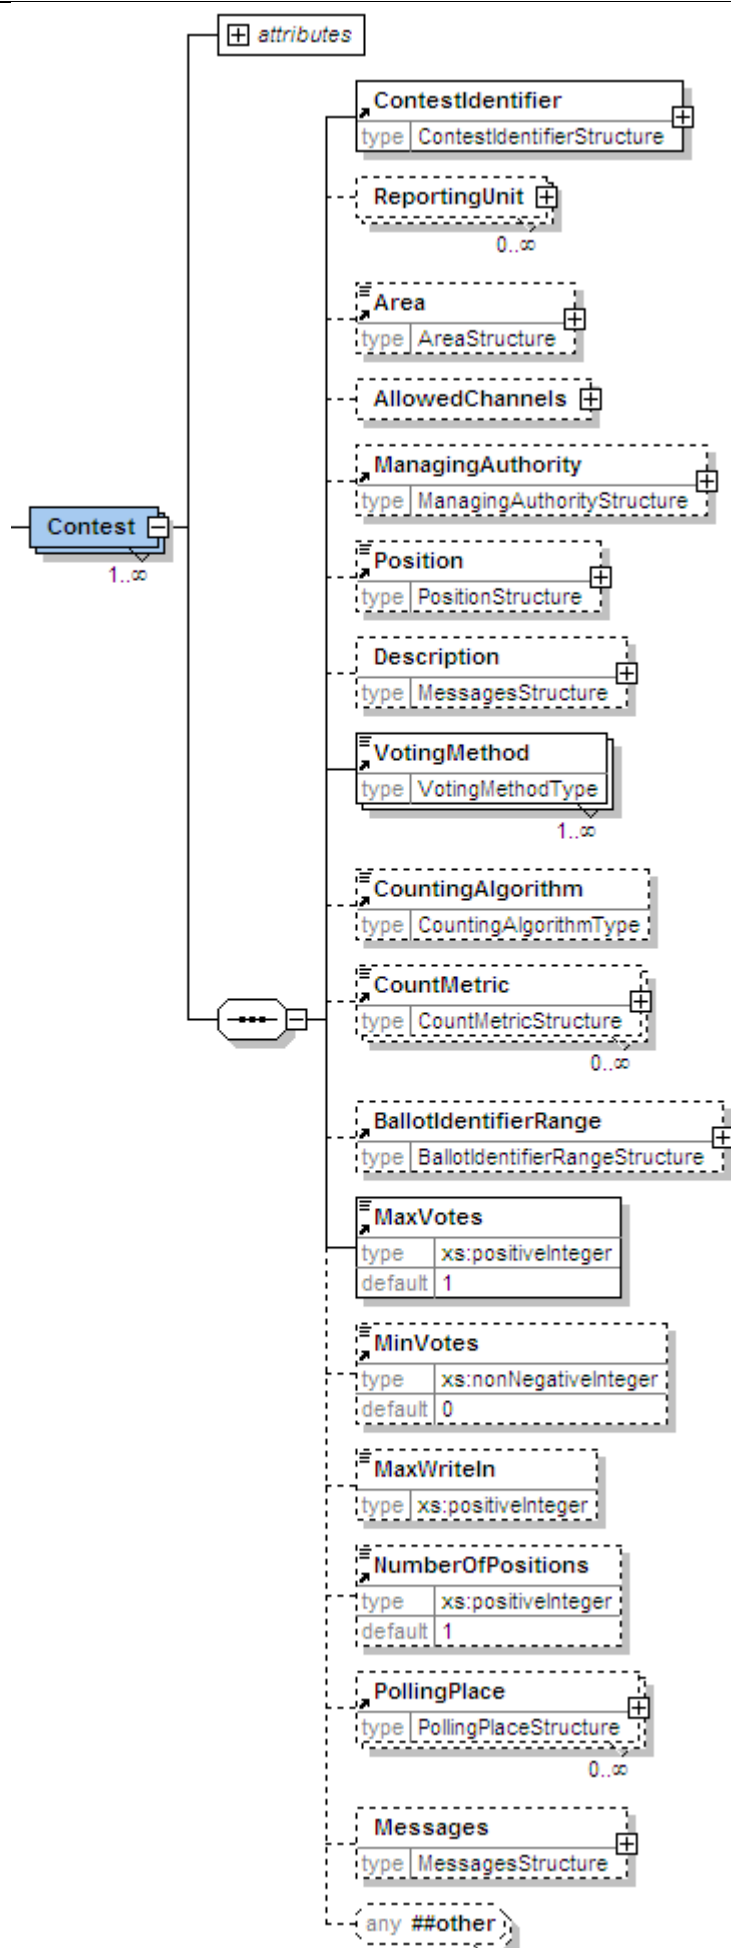 attributes
ContestIdentifier
type ContestIdentifierStructure
ReportingUnit
0..∞
Area
type AreaStructure
AllowedChannels
ManagingAuthority
type ManagingAuthorityStructure
Contest
1..∞
Position
type PositionStructure
Description
type MessagesStructure
VotingMethod
type VotingMethodType
1..∞
CountingAlgorithm
type CountingAlgorithmType
CountMetric
type CountMetricStructure
0..∞
BallotIdentifierRange
type BallotIdentifierRangeStructure
MaxVotes
type xs:positiveInteger
default 1
MinVotes
type xs:nonNegativeInteger
default 0
MaxWriteIn
type xs:positiveInteger
NumberOfPositions
type xs:positiveInteger
default 1
PollingPlace
type PollingPlaceStructure
0..∞
Messages
type MessagesStructure
any ##other